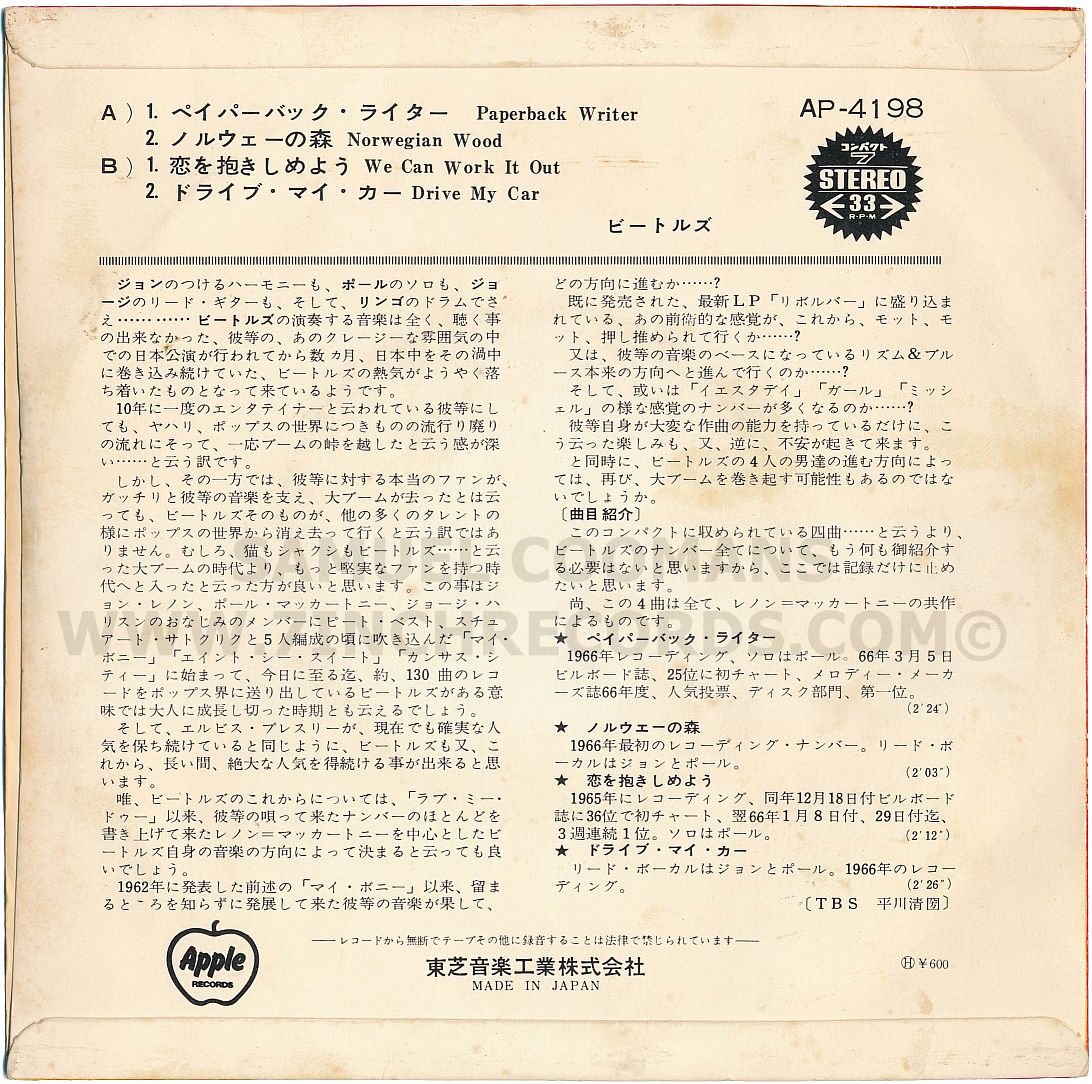 A) 1. ペイパーバック・ライター Paperback Writer
2. ノルウェーの森 Norwegian Wood
B) 1. 恋を抱きしめよう We Can Work It Out
2. ドライブ・マイ・カー Drive My Car
ビートルズ
AP-4198
コンパクト
7
STEREO
33
R・P・M
ジョンのつけるハーモニーも、ポールのソロも、ジョ
ージのリード・ギターも、そして、リンゴのドラムでさ
え…… …… ビートルズの演奏する音楽は全く、聴く事
の出来なかった、彼等の、あのクレージーな雰囲気の中
での日本公演が行われてから数カ月、日本中をその渦中
に巻き込み続けていた、ビートルズの熱気がようやく落
ち着いたものとなって来ているようです。
10年に一度のエンタテイナーと云われている彼等にし
ても、ヤハリ、ポップスの世界につきものの流行り廃り
の流れにそって、一応ブームの峠を越したと云う感が深
い……と云う訳です。
しかし、その一方では、彼等に対する本当のファンが、
ガッチリと彼等の音楽を支え、大ブームが去ったとは云
っても、ビートルズそのものが、他の多くのタレントの
様にポップスの世界から消え去って行くと云う訳ではあ
りません。むしろ、猫もシャクシもビートルズ……と云
った大ブームの時代より、もっと堅実なファンを持つ時
代へと入ったと云った方が良いと思います。この事はジ
ョン・レノン、ポール・マッカートニー、ジョージ・ハ
リスンのおなじみのメンバーにピート・ベスト、スチュ
アート・サトクリフと5人編成の頃に吹き込んだ「マイ・
ボニー」「エイント・シー・スイート」「カンサス・シ
ティー」に始まって、今日に至る迄、約、130 曲のレコ
ードをポップス界に送り出しているビートルズがある意
味では大人に成長し切った時期とも云えるでしょう。
そして、エルビス・プレスリーが、現在でも確実な人
気を保ち続けていると同じように、ビートルズも又、こ
れから、長い間、絶大な人気を得続ける事が出来ると思
います。
唯、ビートルズのこれからについては、「ラブ・ミー・
ドゥー」以来、彼等の唄って来たナンバーのほとんどを
書き上げて来たレノン=マッカートニーを中心としたビ
ートルズ自身の音楽の方向によって決まると云っても良
いでしょう。
1962年に発表した前述の「マイ・ボニー」以来、留ま
るところを知らずに発展して来た彼等の音楽が果して、
どの方向に進むか……?
既に発売された、最新LP「リボルバー」に盛り込ま
れている、あの前衛的な感覚が、これから、モット、モ
ット、押し推められて行くか……?
又は、彼等の音楽のベースになっているリズム&ブル
ース本来の方向へと進んで行くのか……?
そして、或いは「イエスタデイ」「ガール」「ミッシ
ェル」の様な感覚のナンバーが多くなるのか……?
彼等自身が大変な作曲の能力を持っているだけに、こ
う云った楽しみも、又、逆に、不安が起きて来ます。
と同時に、ビートルズの4人の男達の進む方向によっ
ては、再び、大ブームを巻き起す可能性もあるのではな
いでしょうか。
〔曲目紹介〕
このコンパクトに収められている四曲……と云うより、
ビートルズのナンバー全てについて、もう何も御紹介す
る必要はないと思いますから、ここでは記録だけに止め
たいと思います。
尚、この4曲は全て、レノン=マッカートニーの共作
によるものです。
★ ペイパーバック・ライター
1966年レコーディング、ソロはポール。66年3月5日
ビルボード誌、25位に初チャート、メロディー・メーカ
ーズ誌66年度、人気投票、ディスク部門、第一位。
(2′24″)
★ ノルウェーの森
1966年最初のレコーディング・ナンバー。リード・ボ
ーカルはジョンとポール。 (2′03″)
★ 恋を抱きしめよう
1965年にレコーディング、同年12月18日付ビルボード
誌に36位で初チャート、翌66年1月8日付、29日付迄、
3週連続1位。ソロはポール。 (2′12″)
★ ドライブ・マイ・カー
リード・ボーカルはジョンとポール。1966年のレコー
ディング。 (2′26″)
〔TBS 平川清圀〕
Apple
RECORDS
レコードから無断でテープその他に録音することは法律で禁じられています
東芝音楽工業株式会社
MADE IN JAPAN
Ⓗ¥600
SAMUEL COOMANS